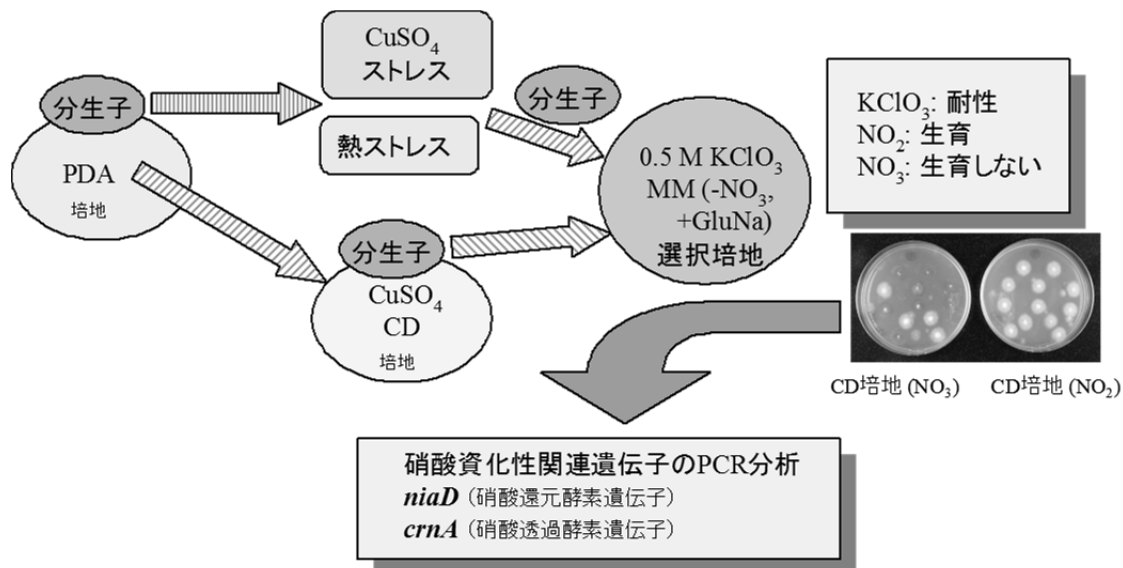 分生子
PDA
培地
CuSO₄
ストレス
熱ストレス
分生子
分生子
CuSO₄
CD
培地
0.5 M KClO₃
MM (-NO₃,
+GluNa)
選択培地
KClO₃: 耐性
NO₂: 生育
NO₃: 生育しない
CD培地 (NO₃)
CD培地 (NO₂)
硝酸資化性関連遺伝子のPCR分析
niaD（硝酸還元酵素遺伝子）
crnA（硝酸透過酵素遺伝子）